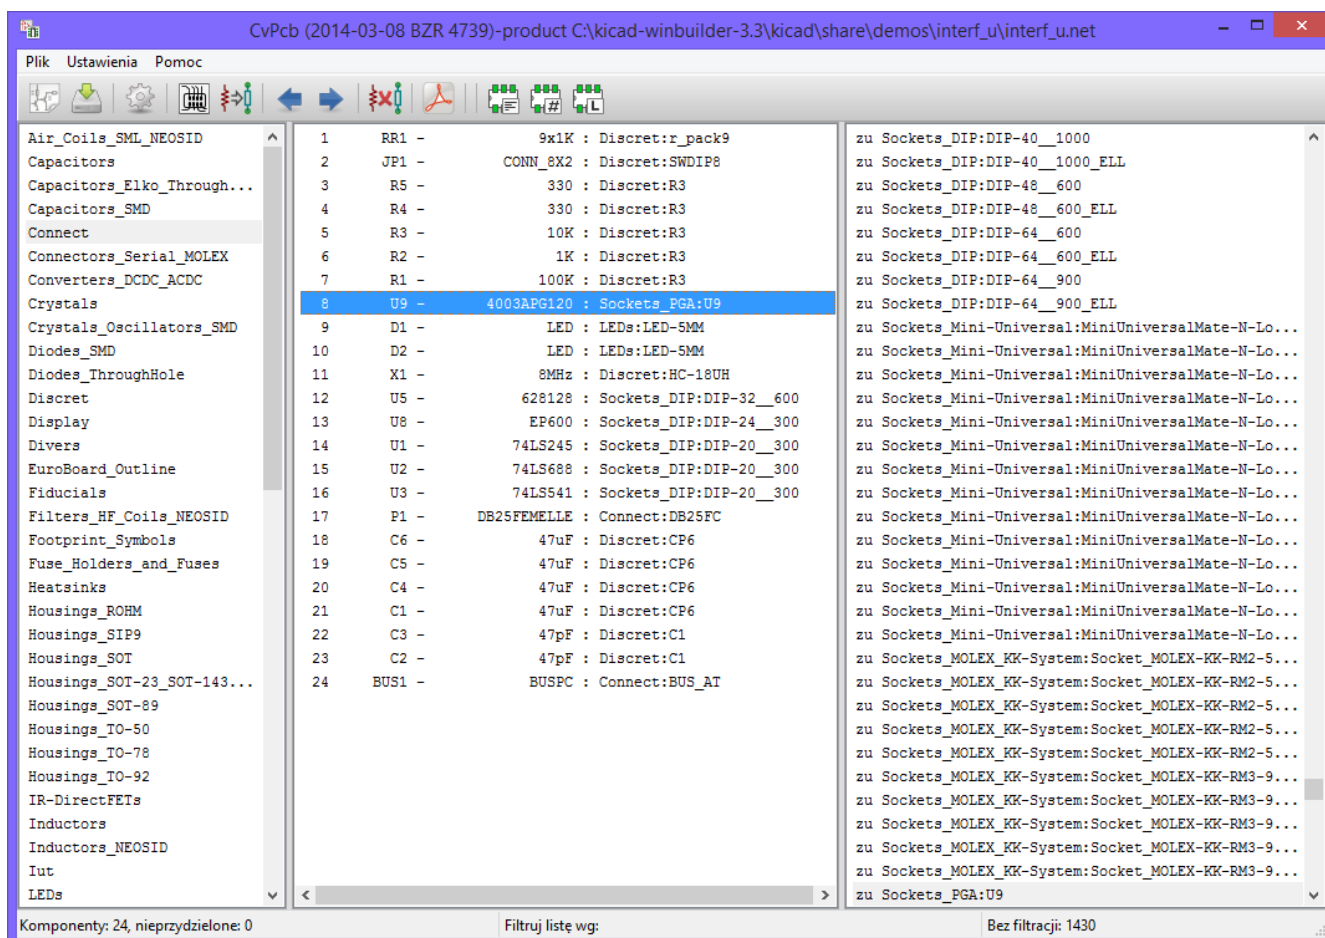 CvPcb (2014-03-08 BZR 4739)-product C:\kicad-winbuilder-3.3\kicad\share\demos\interf_u\interf_u.net
Plik Ustawienia Pomoc
Air_Coils_SML_NEOSID
Capacitors
Capacitors_Elko_Through...
Capacitors_SMD
Connect
Connectors_Serial_MOLEX
Converters_DCDC_ACDC
Crystals
Crystals_Oscillators_SMD
Diodes_SMD
Diodes_ThroughHole
Discret
Display
Divers
EuroBoard_Outline
Fiducials
Filters_HF_Coils_NEOSID
Footprint_Symbols
Fuse_Holders_and_Fuses
Heatsinks
Housings_ROHM
Housings_SIP9
Housings_SOT
Housings_SOT-23_SOT-143...
Housings_SOT-89
Housings_TO-50
Housings_TO-78
Housings_TO-92
IR-DirectFETs
Inductors
Inductors_NEOSID
Iut
LEDs
1 RR1 - 9x1K : Discret:r_pack9
2 JP1 - CONN_8X2 : Discret:SWDIP8
3 R5 - 330 : Discret:R3
4 R4 - 330 : Discret:R3
5 R3 - 10K : Discret:R3
6 R2 - 1K : Discret:R3
7 R1 - 100K : Discret:R3
8 U9 - 4003APG120 : Sockets_PGA:U9
9 D1 - LED : LEDs:LED-5MM
10 D2 - LED : LEDs:LED-5MM
11 X1 - 8MHz : Discret:HC-18UH
12 U5 - 628128 : Sockets_DIP:DIP-32__600
13 U8 - EP600 : Sockets_DIP:DIP-24__300
14 U1 - 74LS245 : Sockets_DIP:DIP-20__300
15 U2 - 74LS688 : Sockets_DIP:DIP-20__300
16 U3 - 74LS541 : Sockets_DIP:DIP-20__300
17 P1 - DB25FEMELLE : Connect:DB25FC
18 C6 - 47uF : Discret:CP6
19 C5 - 47uF : Discret:CP6
20 C4 - 47uF : Discret:CP6
21 C1 - 47uF : Discret:CP6
22 C3 - 47pF : Discret:C1
23 C2 - 47pF : Discret:C1
24 BUS1 - BUSPC : Connect:BUS_AT
zu Sockets_DIP:DIP-40__1000
zu Sockets_DIP:DIP-40__1000_ELL
zu Sockets_DIP:DIP-48__600
zu Sockets_DIP:DIP-48__600_ELL
zu Sockets_DIP:DIP-64__600
zu Sockets_DIP:DIP-64__600_ELL
zu Sockets_DIP:DIP-64__900
zu Sockets_DIP:DIP-64__900_ELL
zu Sockets_Mini-Universal:MiniUniversalMate-N-Lo...
zu Sockets_Mini-Universal:MiniUniversalMate-N-Lo...
zu Sockets_Mini-Universal:MiniUniversalMate-N-Lo...
zu Sockets_Mini-Universal:MiniUniversalMate-N-Lo...
zu Sockets_Mini-Universal:MiniUniversalMate-N-Lo...
zu Sockets_Mini-Universal:MiniUniversalMate-N-Lo...
zu Sockets_Mini-Universal:MiniUniversalMate-N-Lo...
zu Sockets_Mini-Universal:MiniUniversalMate-N-Lo...
zu Sockets_Mini-Universal:MiniUniversalMate-N-Lo...
zu Sockets_Mini-Universal:MiniUniversalMate-N-Lo...
zu Sockets_Mini-Universal:MiniUniversalMate-N-Lo...
zu Sockets_Mini-Universal:MiniUniversalMate-N-Lo...
zu Sockets_Mini-Universal:MiniUniversalMate-N-Lo...
zu Sockets_Mini-Universal:MiniUniversalMate-N-Lo...
zu Sockets_MOLEX_KK-System:Socket_MOLEX-KK-RM2-5...
zu Sockets_MOLEX_KK-System:Socket_MOLEX-KK-RM2-5...
zu Sockets_MOLEX_KK-System:Socket_MOLEX-KK-RM2-5...
zu Sockets_MOLEX_KK-System:Socket_MOLEX-KK-RM2-5...
zu Sockets_MOLEX_KK-System:Socket_MOLEX-KK-RM2-5...
zu Sockets_MOLEX_KK-System:Socket_MOLEX-KK-RM3-9...
zu Sockets_MOLEX_KK-System:Socket_MOLEX-KK-RM3-9...
zu Sockets_MOLEX_KK-System:Socket_MOLEX-KK-RM3-9...
zu Sockets_MOLEX_KK-System:Socket_MOLEX-KK-RM3-9...
zu Sockets_MOLEX_KK-System:Socket_MOLEX-KK-RM3-9...
zu Sockets_PGA:U9
Komponenty: 24, nieprzydzielone: 0
Filtruj listę wg:
Bez filtracji: 1430